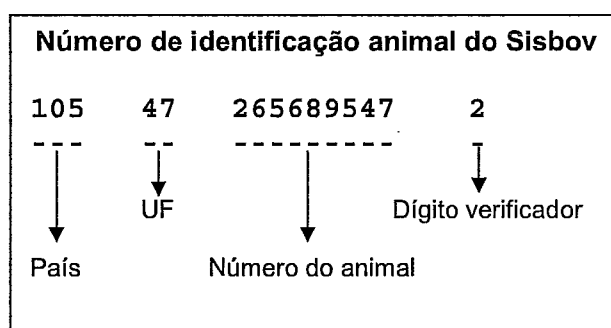 Número de identificação animal do Sisbov
105 47 265689547 2
UF Dígito verificador
País Número do animal